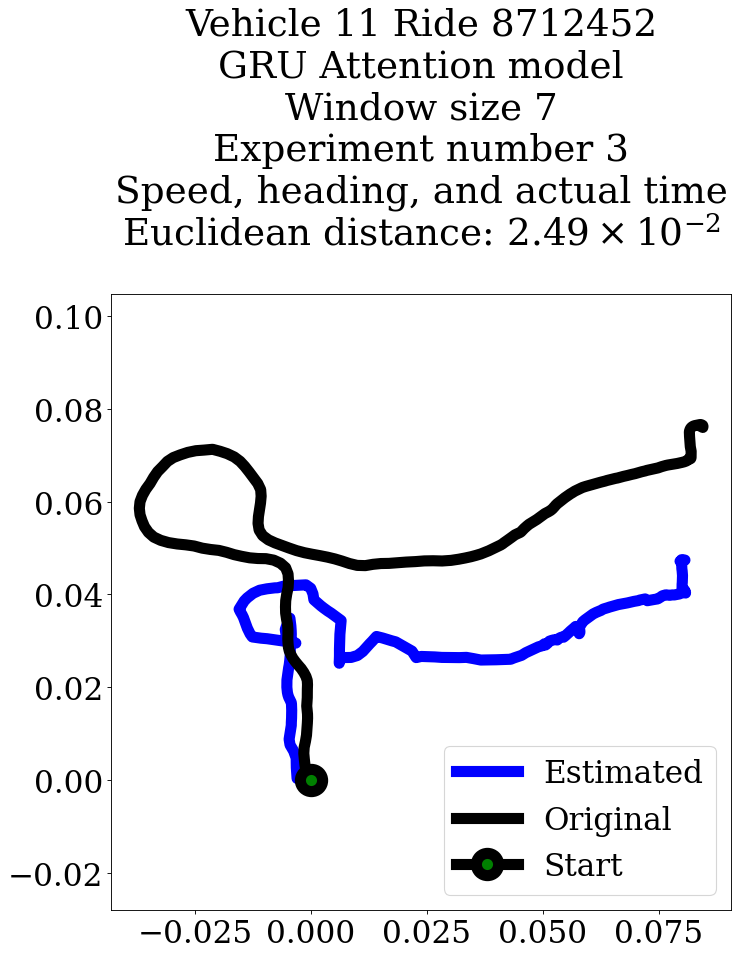 Vehicle 11 Ride 8712452
GRU Attention model
Window size 7
Experiment number 3
Speed, heading, and actual time
Euclidean distance: 2.49 × 10⁻²
0.10
0.08
0.06
0.04
0.02
0.00
−0.02
Estimated
Original
Start
−0.025 0.000 0.025 0.050 0.075